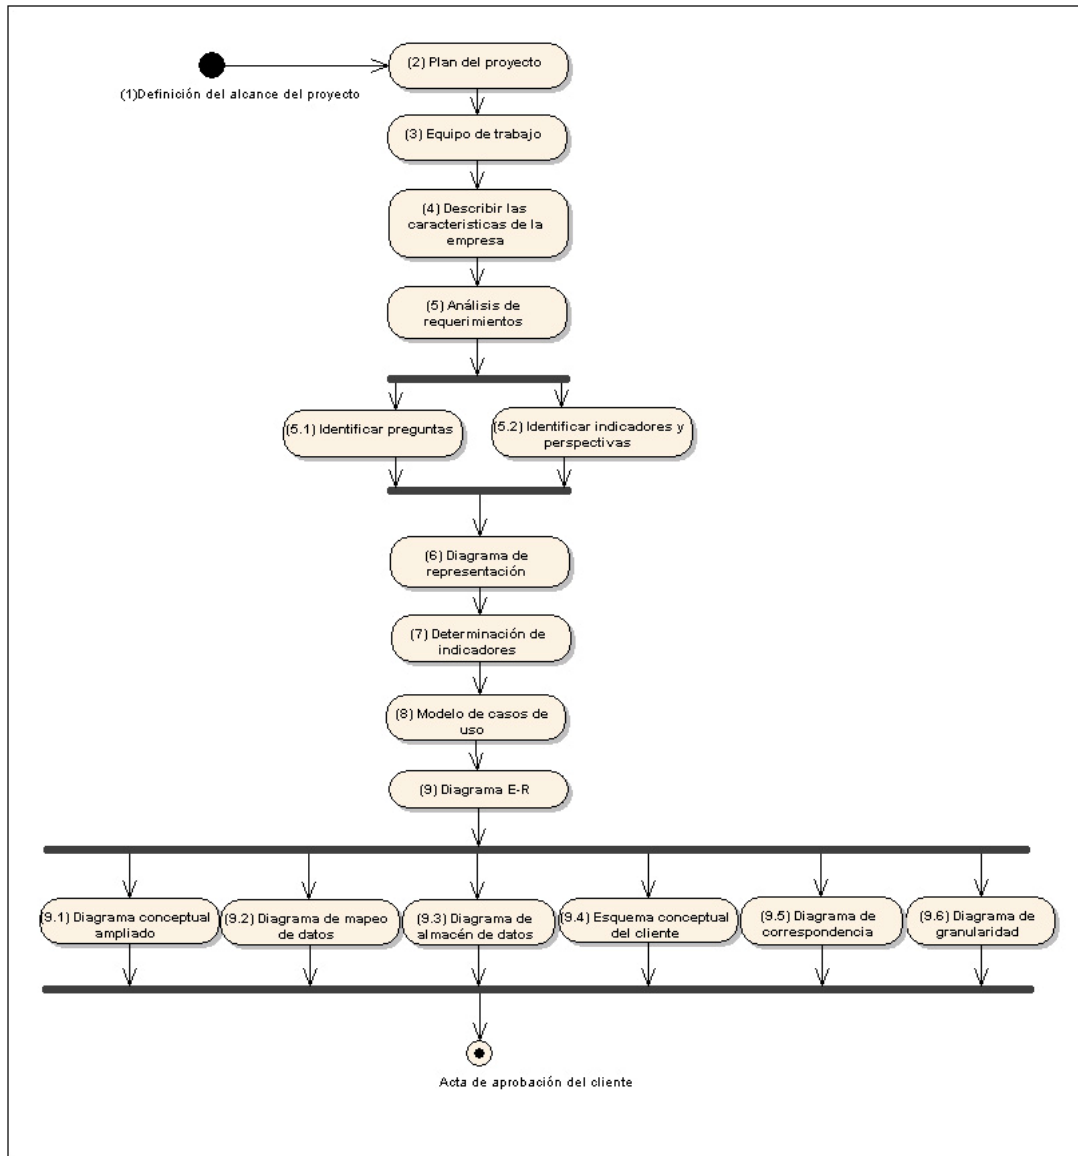 (2) Plan del proyecto
(1)Definición del alcance del proyecto
(3) Equipo de trabajo
(4) Describir las
caracteristicas de la
empresa
(5) Análisis de
requerimientos
(5.1) Identificar preguntas
(5.2) Identificar indicadores y
perspectivas
(6) Diagrama de
representación
(7) Determinación de
indicadores
(8) Modelo de casos de
uso
(9) Diagrama E-R
(9.1) Diagrama conceptual
ampliado
(9.2) Diagrama de mapeo
de datos
(9.3) Diagrama de
almacén de datos
(9.4) Esquema conceptual
del cliente
(9.5) Diagrama de
correspondencia
(9.6) Diagrama de
granularidad
Acta de aprobación del cliente